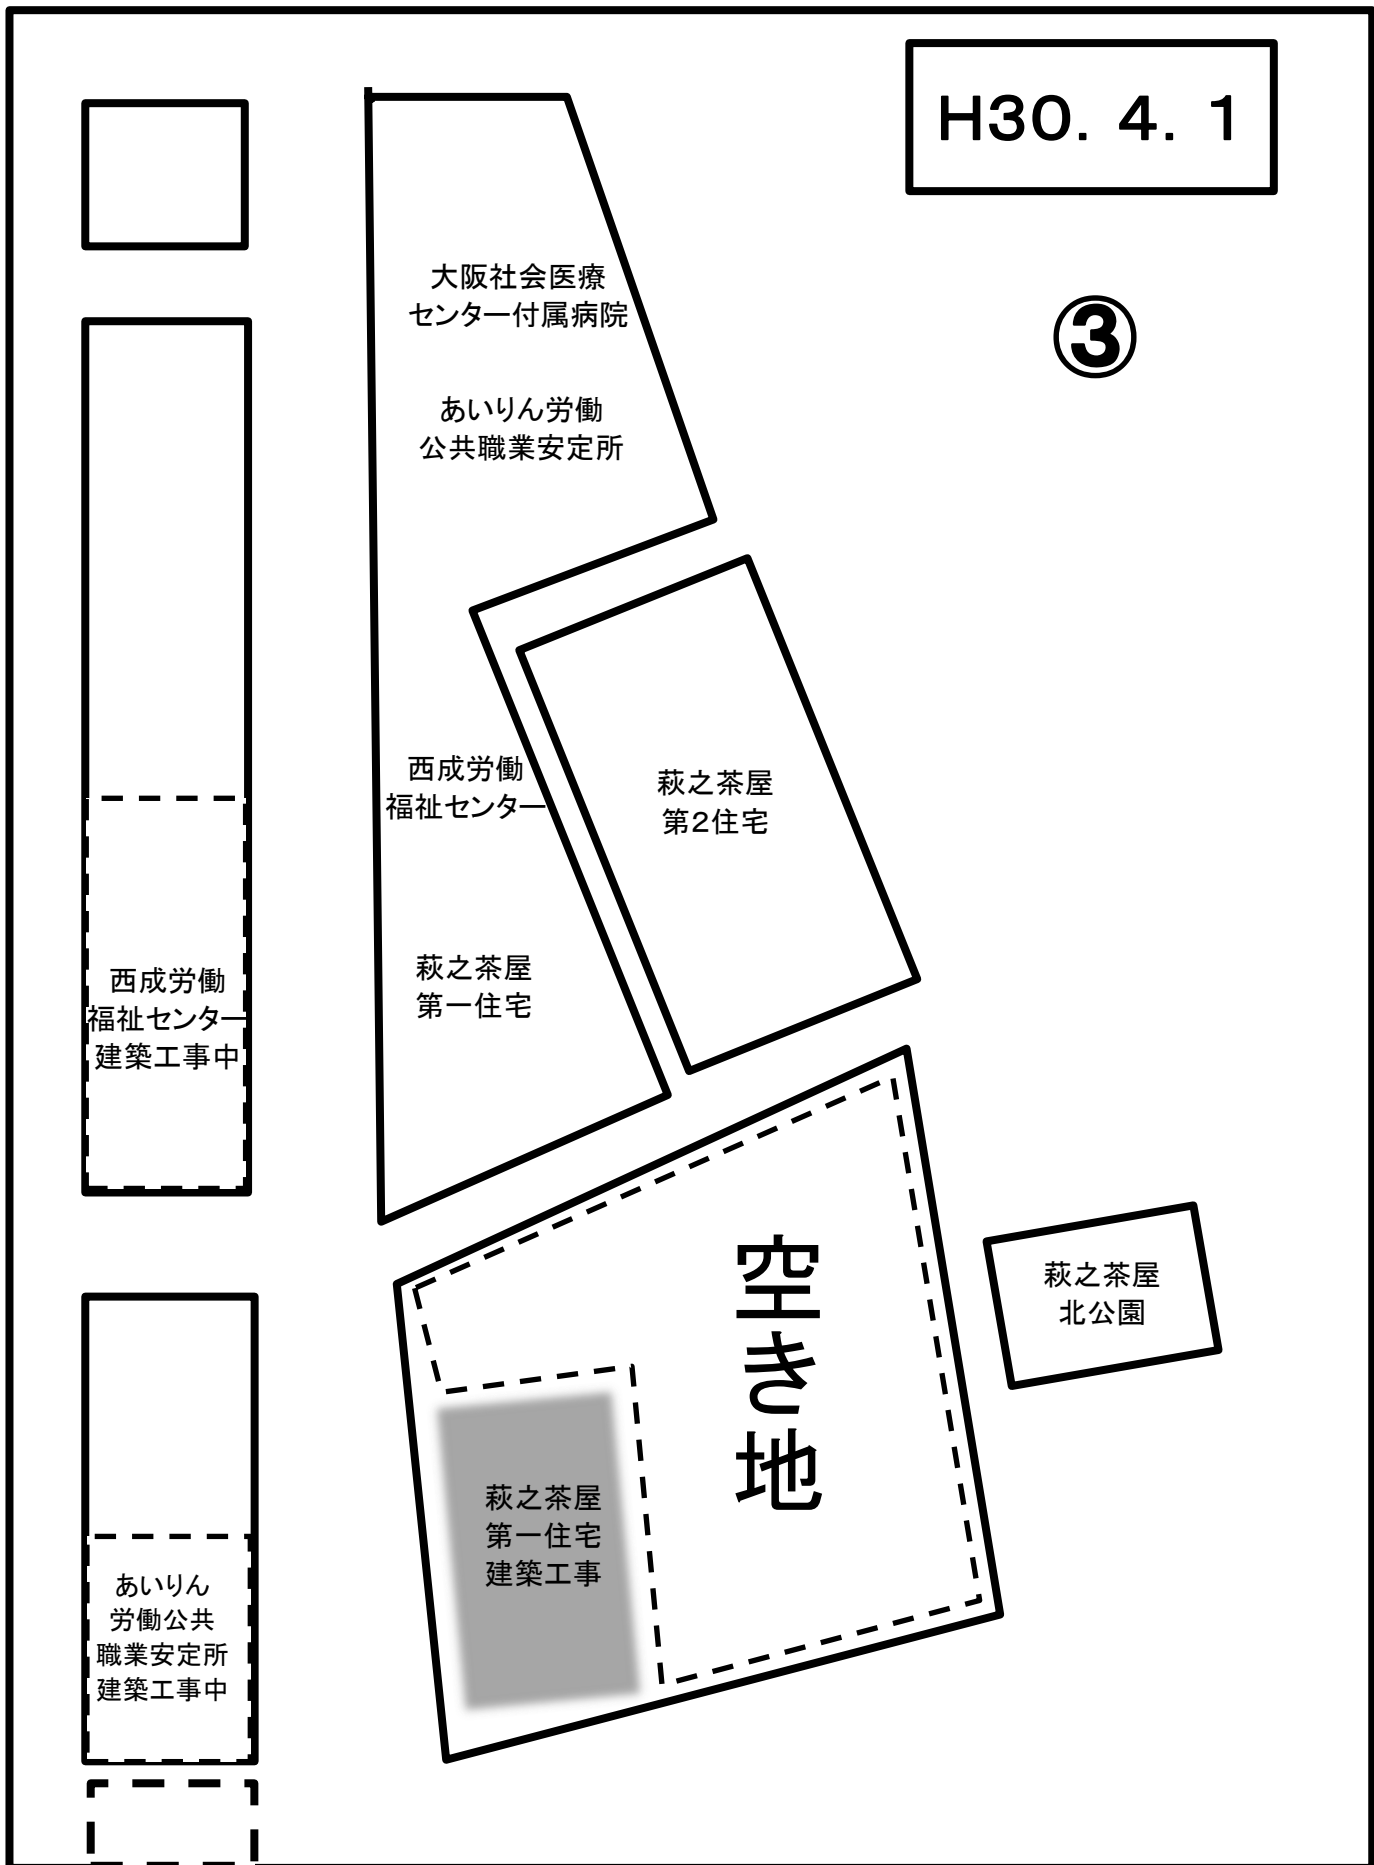 H30. 4. 1
③
大阪社会医療
センター付属病院
あいりん労働
公共職業安定所
西成労働
福祉センター
萩之茶屋
第2住宅
萩之茶屋
第一住宅
西成労働
福祉センター
建築工事中
空き地
萩之茶屋
北公園
萩之茶屋
第一住宅
建築工事
あいりん
労働公共
職業安定所
建築工事中